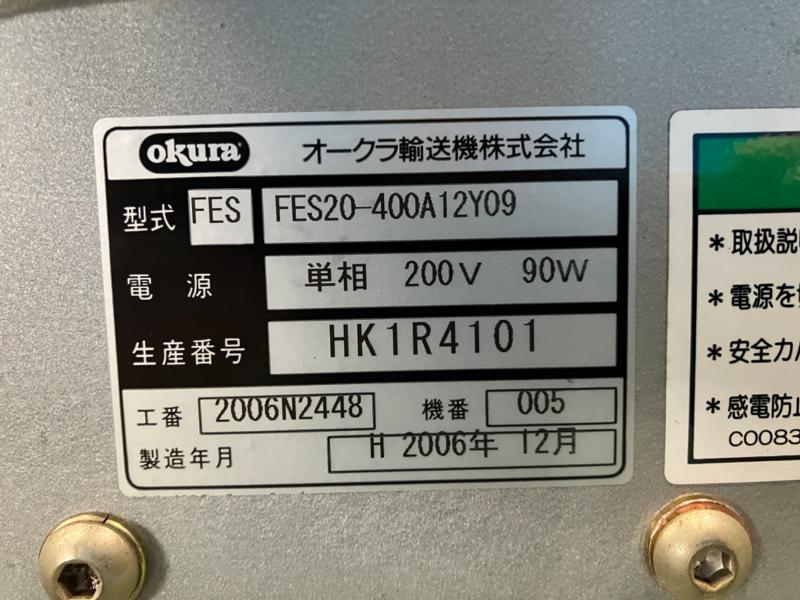 okura オークラ輸送機株式会社
型式 FES FES20-400A12Y09
電源 単相 200V 90W
生産番号 HK1R4101
工番 2006N2448 機番 005
製造年月 H 2006年 12月
＊取扱説
＊電源を
＊安全カバ
＊感電防止
C0083